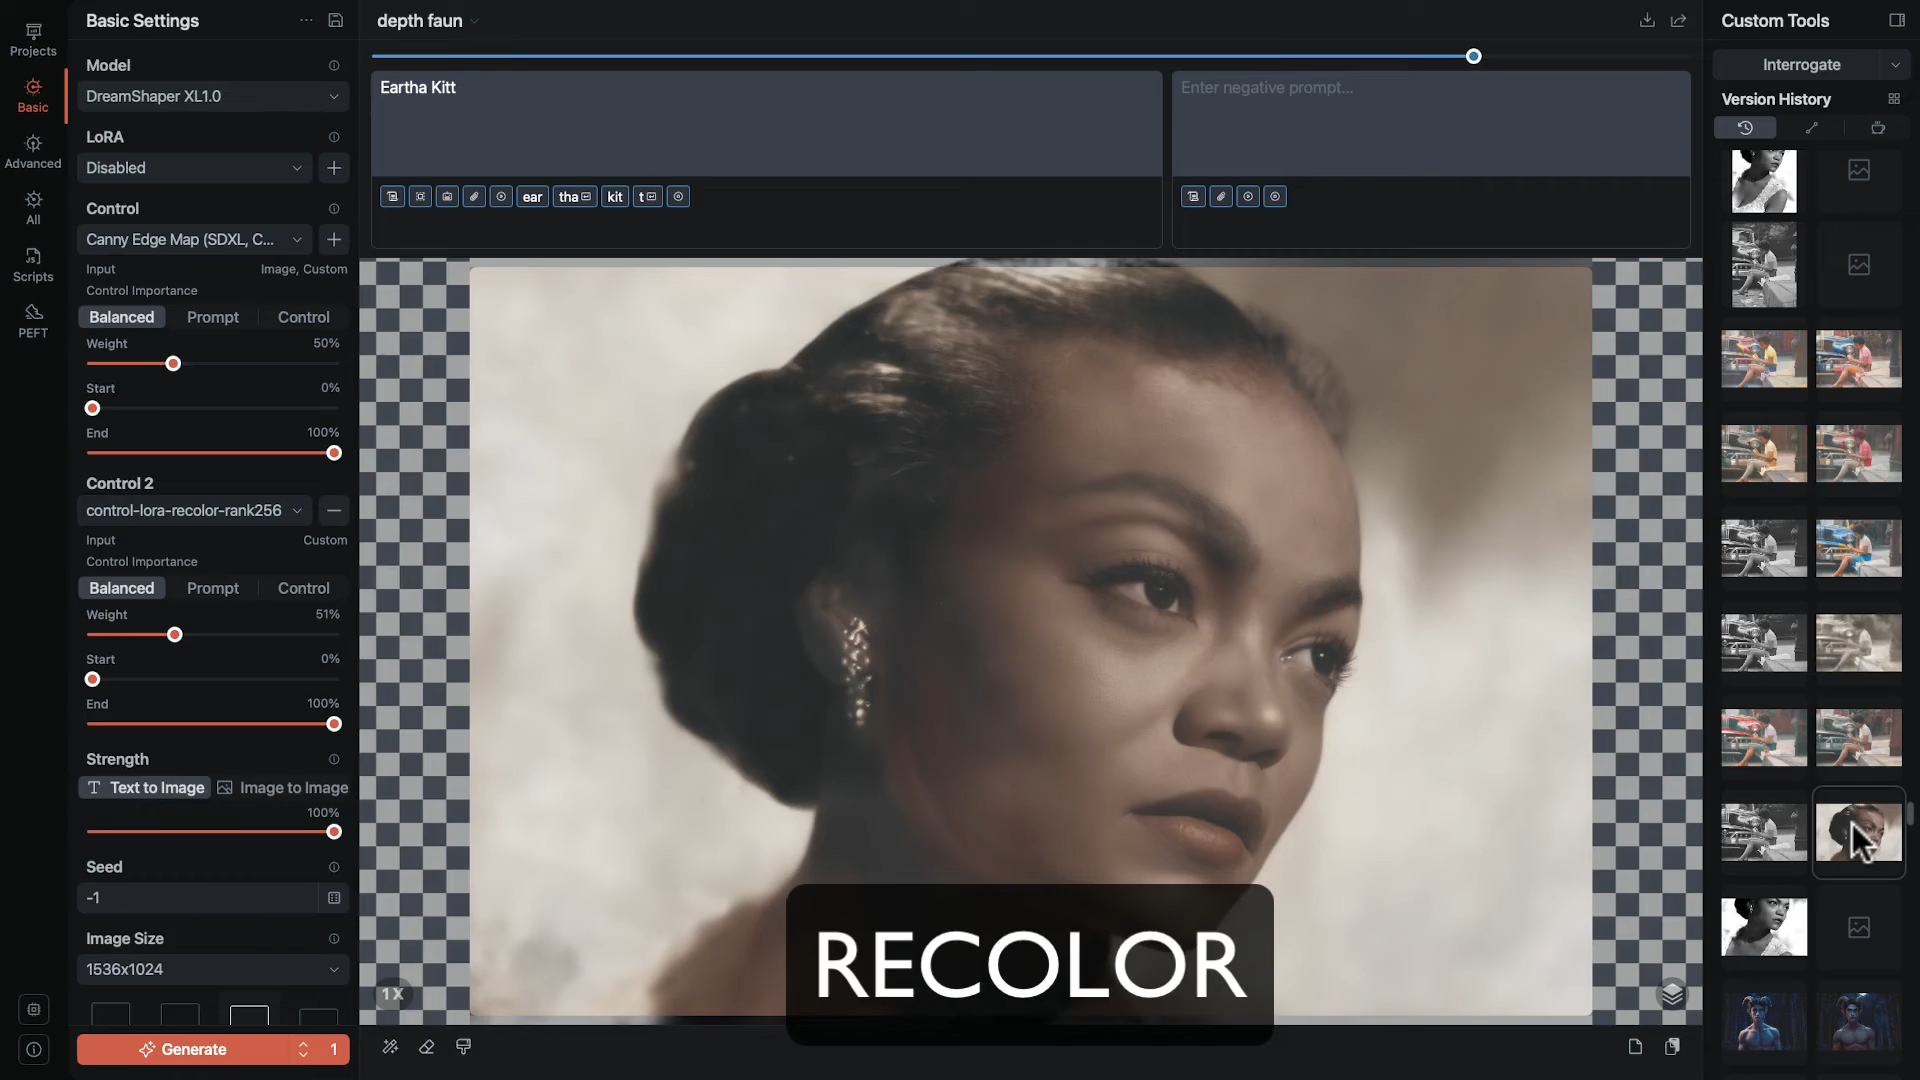 Projects
Basic
Advanced
All
Scripts
PEFT
Basic Settings
Model
DreamShaper XL1.0
LoRA
Disabled
Control
Canny Edge Map (SDXL, C...
Input Image, Custom
Control Importance
Balanced Prompt Control
Weight 50%
Start 0%
End 100%
Control 2
control-lora-recolor-rank256
Input Custom
Control Importance
Balanced Prompt Control
Weight 51%
Start 0%
End 100%
Strength
Text to Image Image to Image
100%
Seed
-1
Image Size
1536x1024
Generate 1
depth faun
Eartha Kitt
Enter negative prompt...
ear tha kit t
1 X
RECOLOR
Custom Tools
Interrogate
Version History